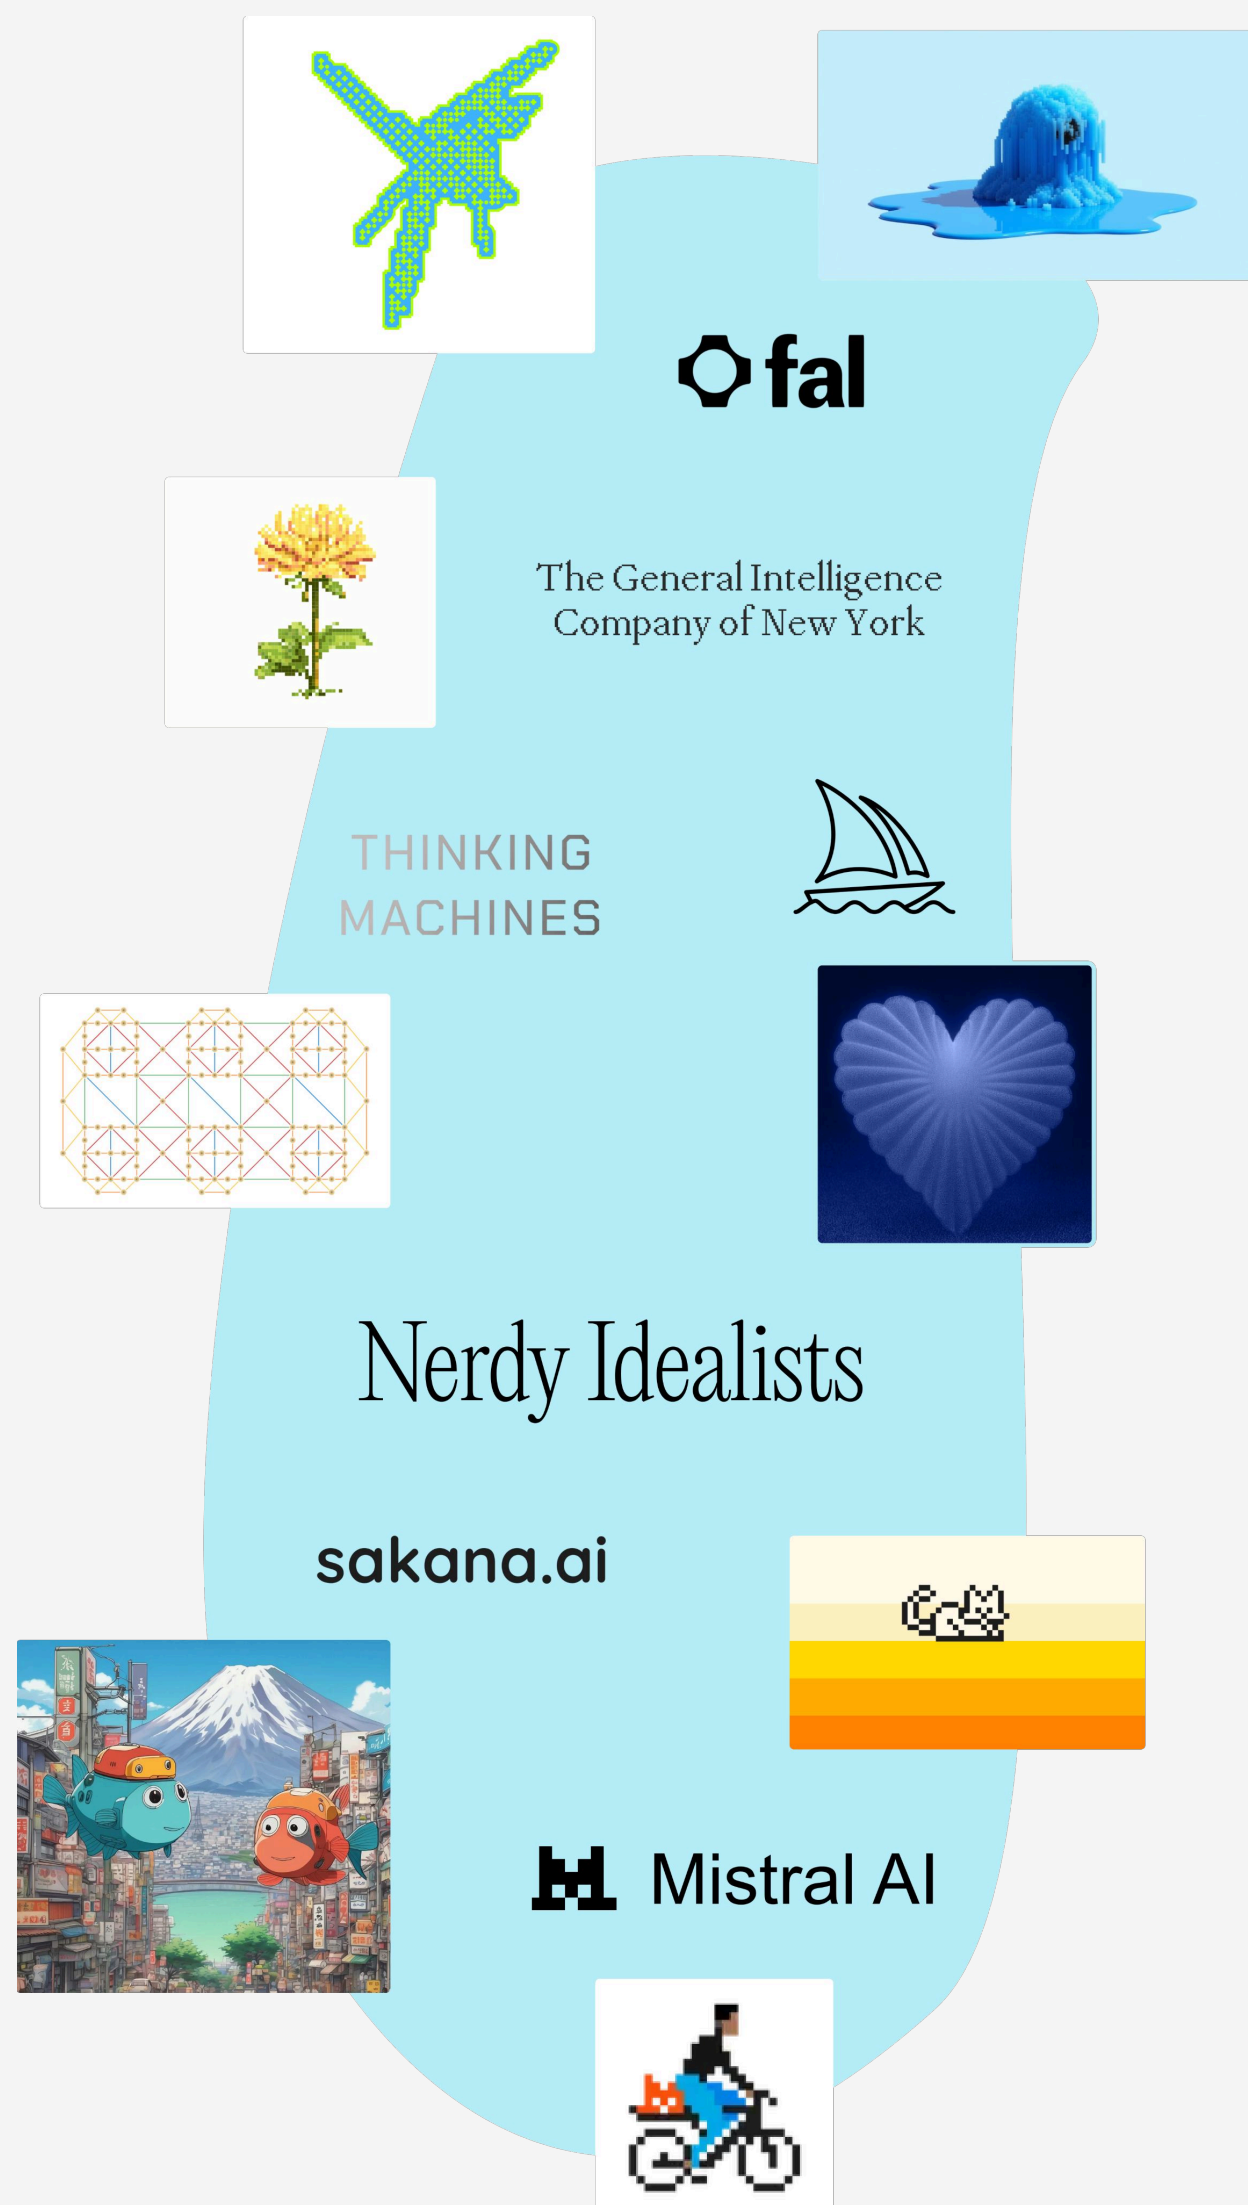 fal
The General Intelligence
Company of New York
THINKING
MACHINES
Nerdy Idealists
sakana.ai
Mistral AI